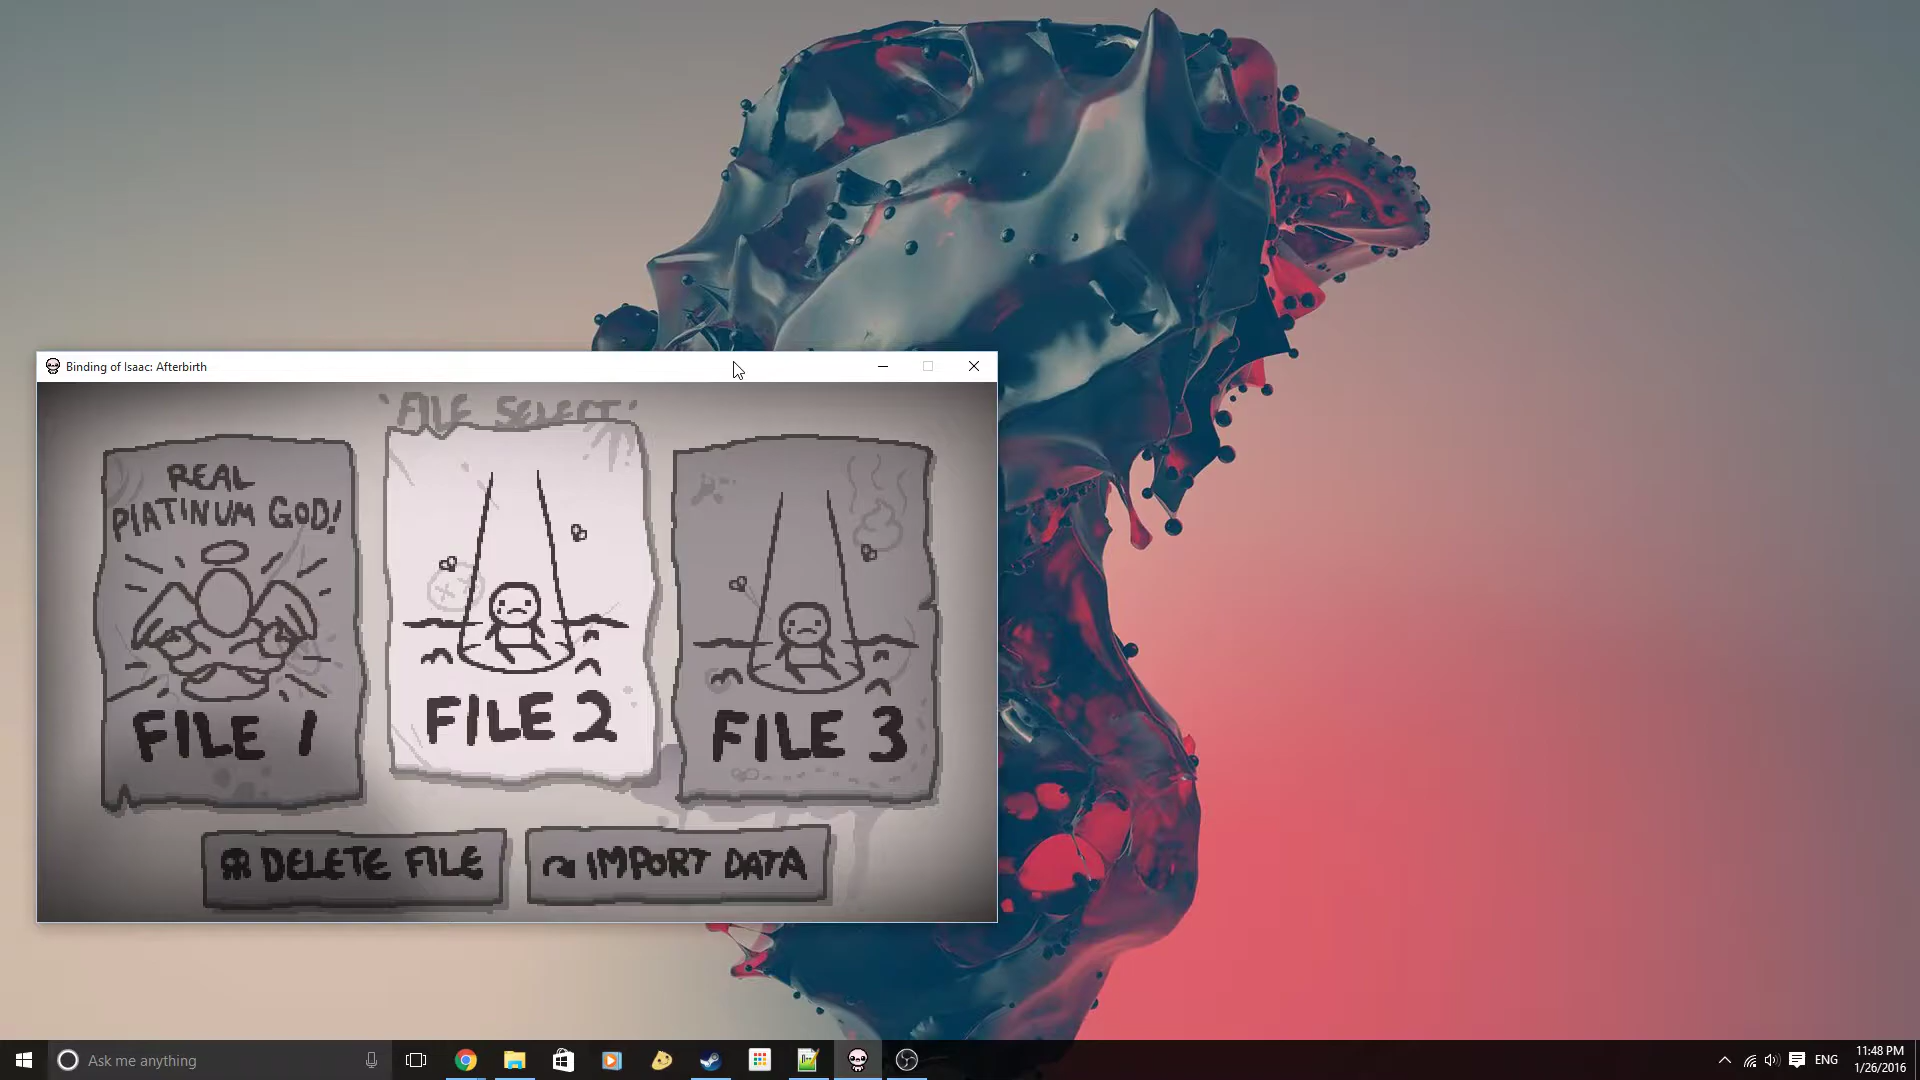 Binding of Isaac: Afterbirth
'FILE SELECT'
REAL
PLATINUM GOD!
FILE 1
FILE 2
FILE 3
DELETE FILE
IMPORT DATA
Ask me anything
ENG
11:48 PM
1/26/2016